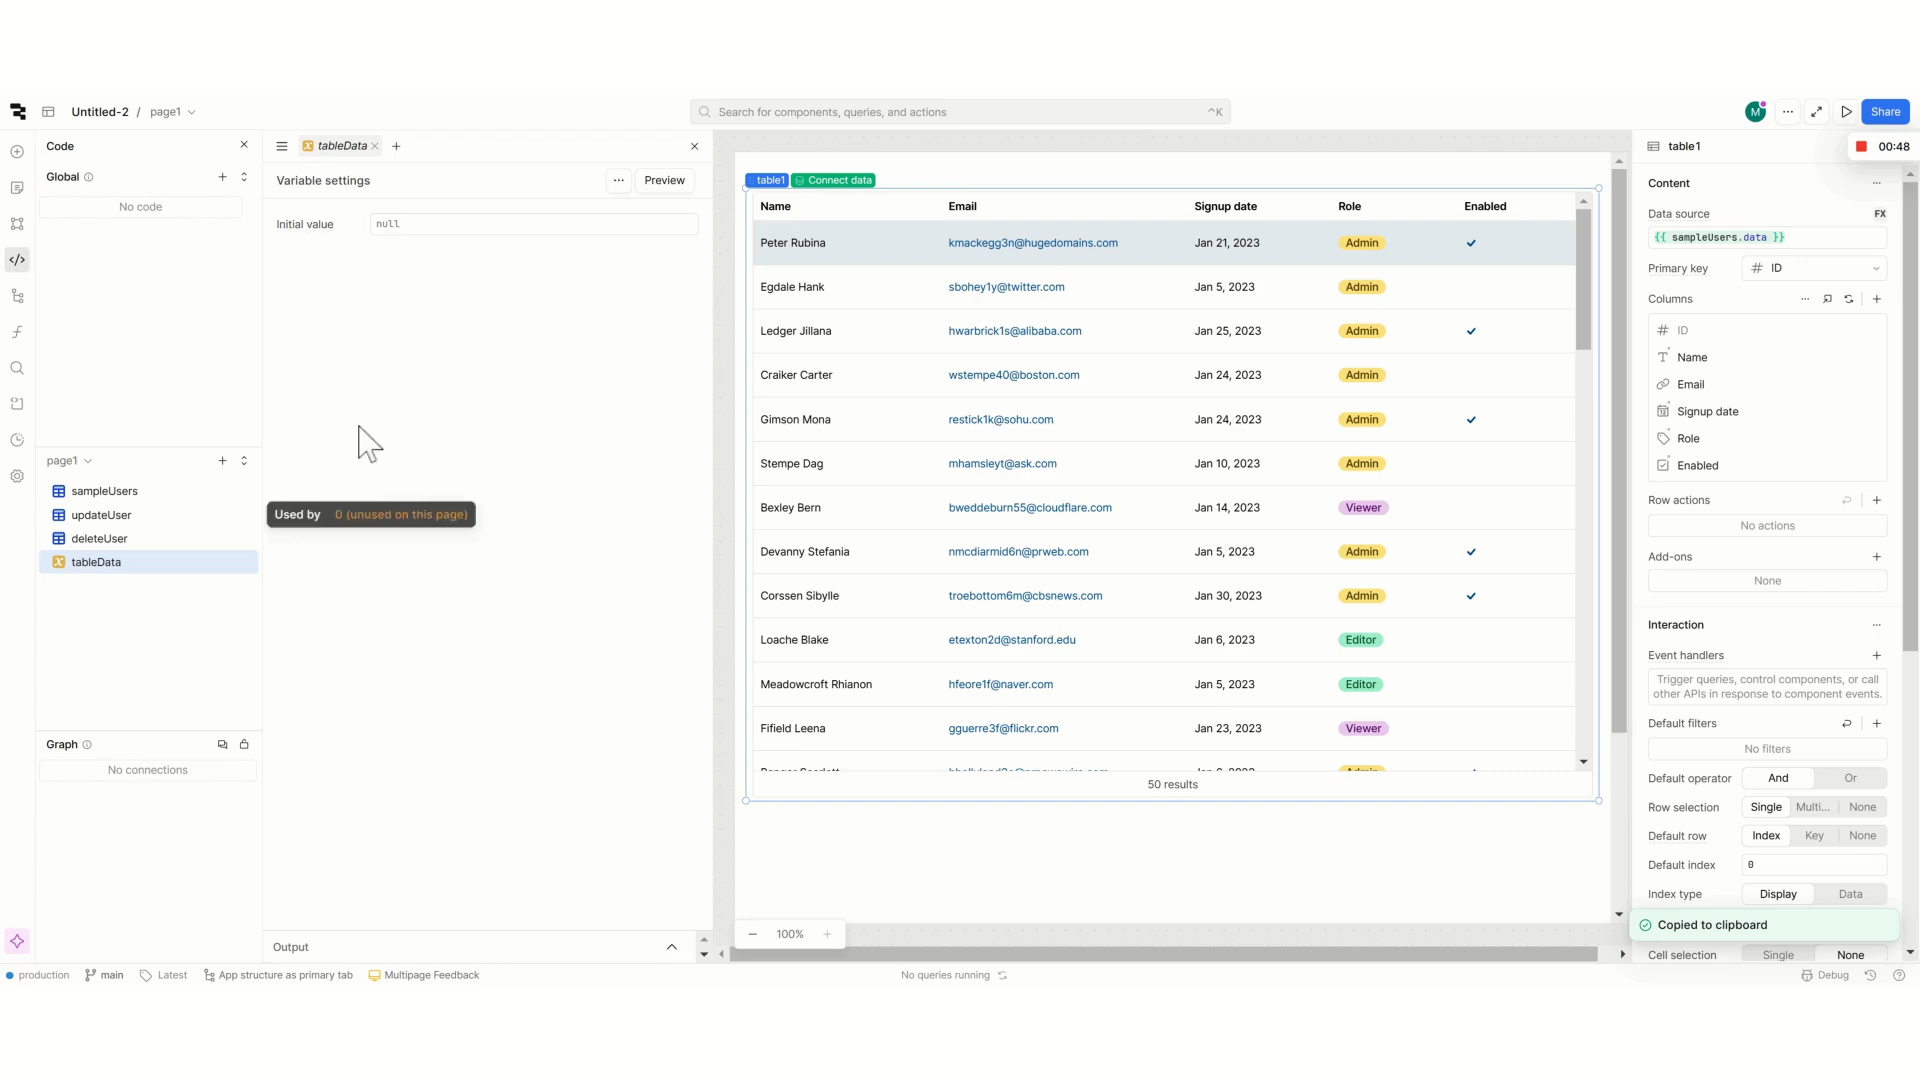 Untitled-2 / page1
Search for components, queries, and actions
^K
M
Share
Code
Global
No code
page1
sampleUsers
updateUser
deleteUser
tableData
Graph
No connections
tableData
Variable settings
Preview
Initial value
null
Used by 0 (unused on this page)
Output
table1 Connect data
Name Email Signup date Role Enabled
Peter Rubina kmackegg3n@hugedomains.com Jan 21, 2023 Admin
Egdale Hank sbohey1y@twitter.com Jan 5, 2023 Admin
Ledger Jillana hwarbrick1s@alibaba.com Jan 25, 2023 Admin
Craiker Carter wstempe40@boston.com Jan 24, 2023 Admin
Gimson Mona restick1k@sohu.com Jan 24, 2023 Admin
Stempe Dag mhamsleyt@ask.com Jan 10, 2023 Admin
Bexley Bern bweddeburn55@cloudflare.com Jan 14, 2023 Viewer
Devanny Stefania nmcdiarmid6n@prweb.com Jan 5, 2023 Admin
Corssen Sibylle troebottom6m@cbsnews.com Jan 30, 2023 Admin
Loache Blake etexton2d@stanford.edu Jan 6, 2023 Editor
Meadowcroft Rhianon hfeore1f@naver.com Jan 5, 2023 Editor
Fifield Leena gguerre3f@flickr.com Jan 23, 2023 Viewer
50 results
100%
table1
00:48
Content
Data source
FX
{{ sampleUsers.data }}
Primary key
# ID
Columns
# ID
Name
Email
Signup date
Role
Enabled
Row actions
No actions
Add-ons
None
Interaction
Event handlers
Trigger queries, control components, or call
other APIs in response to component events.
Default filters
No filters
Default operator And Or
Row selection Single Multi... None
Default row Index Key None
Default index 0
Index type Display Data
Copied to clipboard
Cell selection Single None
production main Latest App structure as primary tab Multipage Feedback No queries running Debug